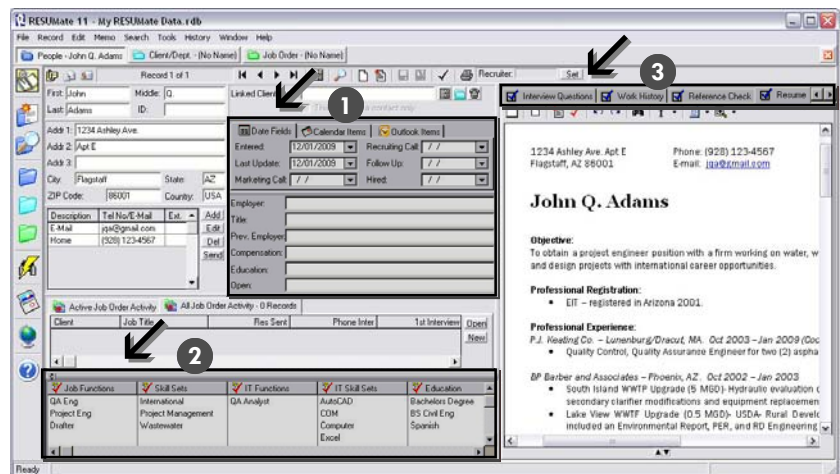 RESUMate 11 - My RESUMate Data.rdb
File Record Edit Memo Search Tools History Window Help
People - John Q. Adams Client/Dept. - (No Name) Job Order - (No Name)
Record 1 of 1 Recruiter: Set
First: John Middle: Q. Linked Client
Last: Adams ID:
Addr 1: 1234 Ashley Ave.
Addr 2: Apt E
Addr 3:
City: Flagstaff State: AZ
ZIP Code: 86001 Country: USA
Description Tel No/E-Mail Ext. Add
E-Mail jqa@gmail.com Edit
Home (928) 123-4567 Del
Send
1
Date Fields Calendar Items Outlook Items
Entered: 12/01/2009 Recruiting Call: / /
Last Update: 12/01/2009 Follow Up: / /
Marketing Call: / / Hired: / /
Employer:
Title:
Prev. Employer:
Compensation:
Education:
Open:
Active Job Order Activity All Job Order Activity - 0 Records
Client Job Title Res Sent Phone Inter 1st Interview Open
New
2
Job Functions Skill Sets IT Functions IT Skill Sets Education
QA Eng International QA Analyst AutoCAD Bachelors Degree
Project Eng Project Management COM BS Civil Eng
Drafter Wastewater Computer Spanish
Excel
3
Interview Questions Work History Reference Check Resume
1234 Ashley Ave. Apt E Phone: (928) 123-4567
Flagstaff, AZ 86001 E-mail: jqa@gmail.com
John Q. Adams
Objective:
To obtain a project engineer position with a firm working on water, w
and design projects with international career opportunities.
Professional Registration:
• EIT – registered in Arizona 2001.
Professional Experience:
P.J. Keating Co. – Lunenburg/Dracut, MA. Oct 2003 – Jan 2009 (Coc
• Quality Control, Quality Assurance Engineer for two (2) aspha
BP Barber and Associates – Phoenix, AZ. Oct 2002 – Jan 2003
• South Island WWTP Upgrade (5 MGD)- Hydraulic evaluation o
secondary clarifier modifications and equipment replacemen
• Lake View WWTF Upgrade (0.5 MGD)- USDA- Rural Develo
included an Environmental Report, PER, and RD Engineering
Ready